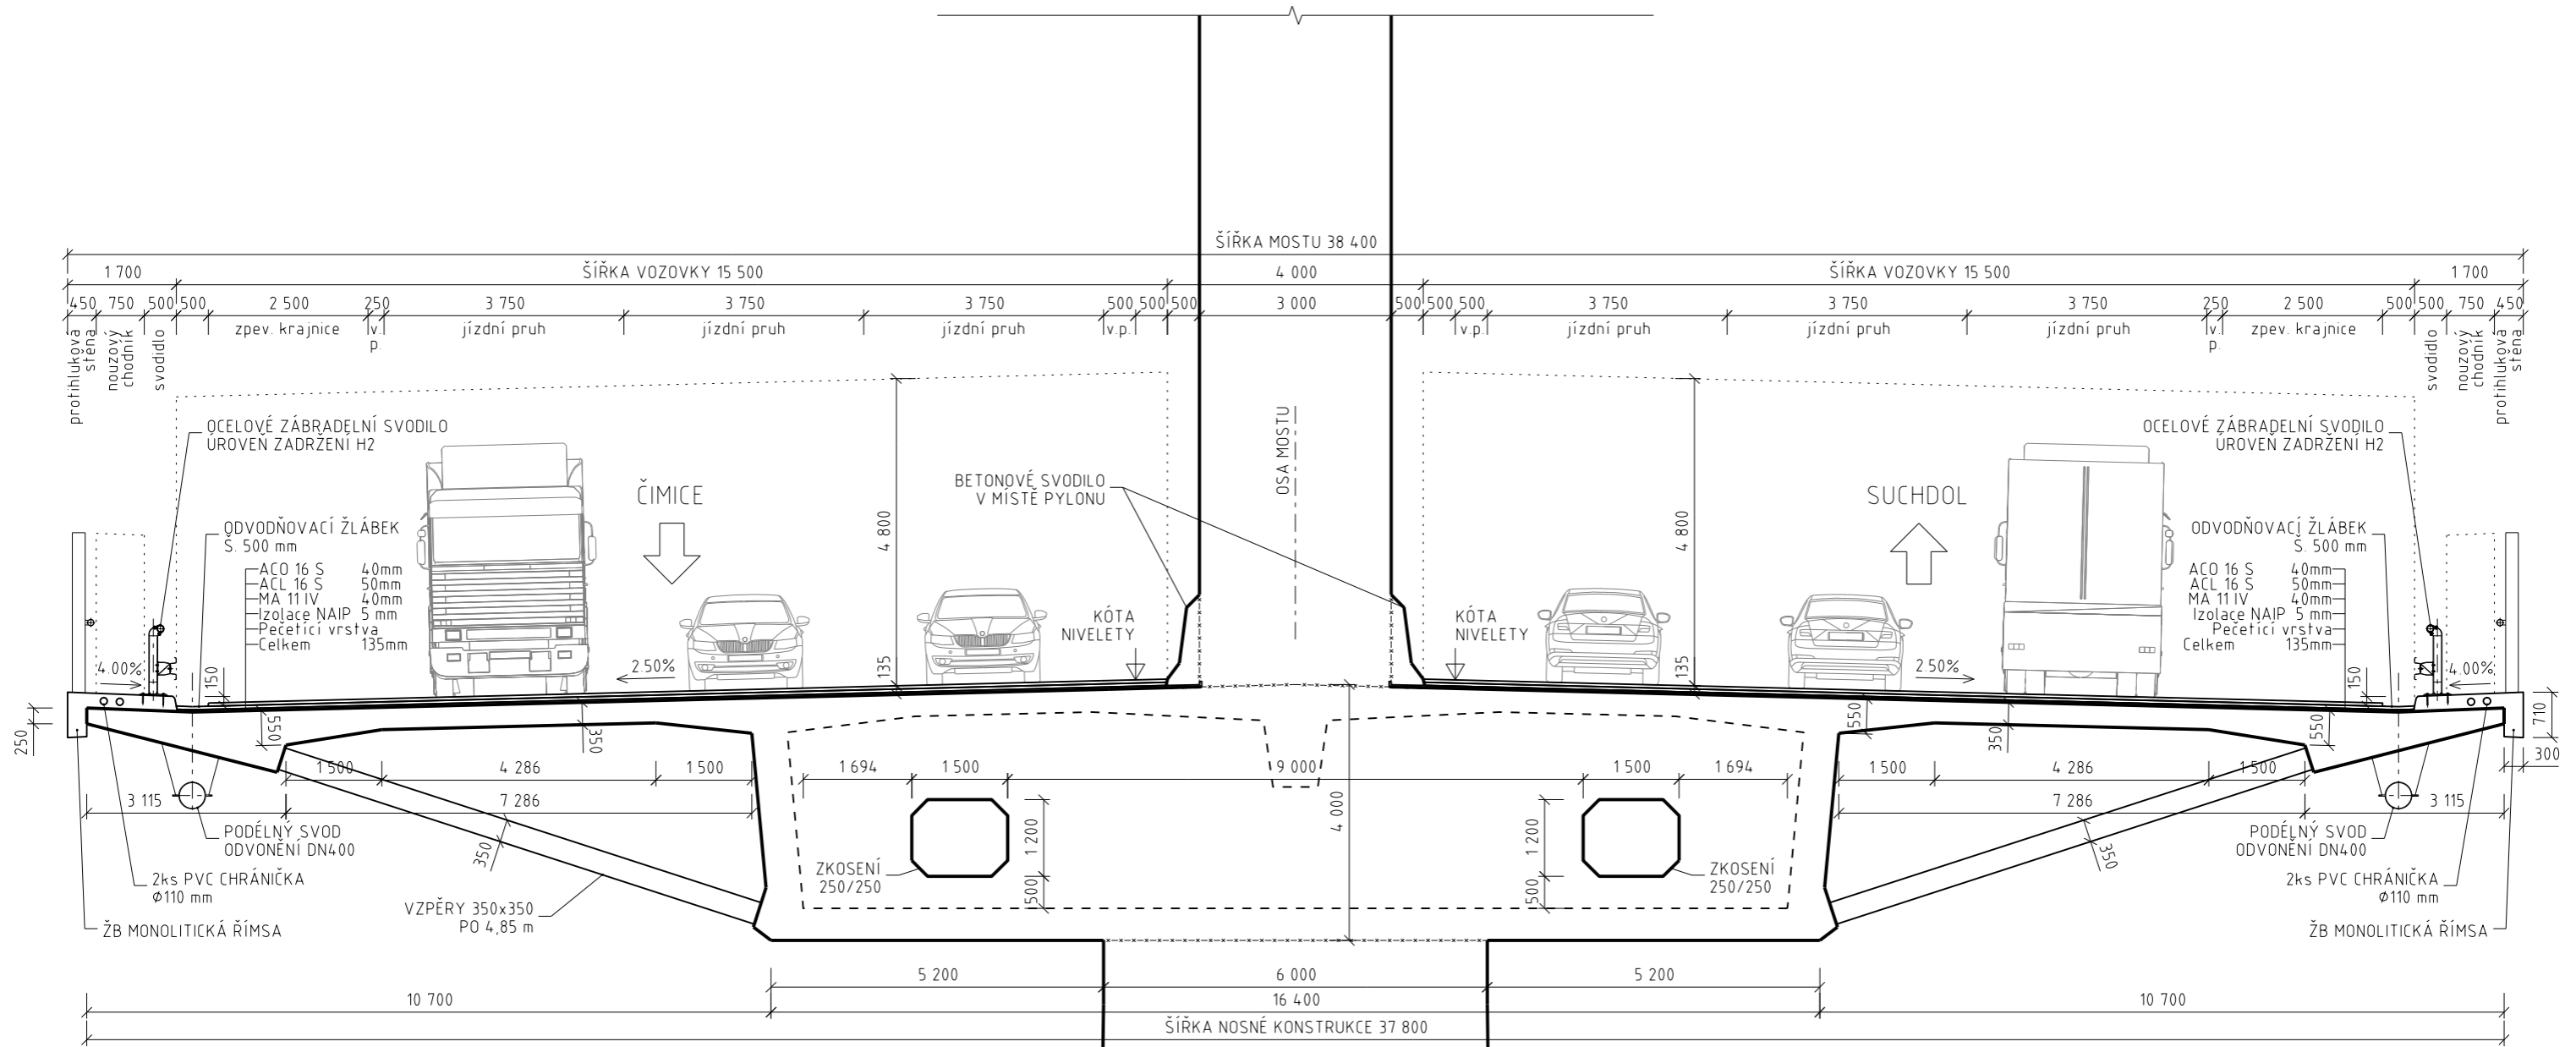 ŠÍŘKA MOSTU 38 400
1 700
ŠÍŘKA VOZOVKY 15 500
4 000
ŠÍŘKA VOZOVKY 15 500
1 700
450 750 500 500 2 500 250 3 750 3 750 3 750 500 500 500 3 000 500 500 500 3 750 3 750 3 750 250 2 500 500 500 750 450
protihluková
stěna
nouzový
chodník
svodidlo
zpev. krajnice
v.
p.
jízdní pruh
jízdní pruh
jízdní pruh
v.p.
v.p.
jízdní pruh
jízdní pruh
jízdní pruh
v.
p.
zpev. krajnice
svodidlo
nouzový
chodník
protihluková
stěna
OCELOVÉ ZÁBRADELNÍ SVODILO
ÚROVEŇ ZADRŽENÍ H2
OCELOVÉ ZÁBRADELNÍ SVODILO
ÚROVEŇ ZADRŽENÍ H2
ČIMICE
BETONOVÉ SVODILO
V MÍSTĚ PYLONU
OSA MOSTU
SUCHDOL
4 800
4 800
ODVODŇOVACÍ ŽLÁBEK
Š. 500 mm
ACO 16 S 40mm
ACL 16 S 50mm
MA 11 IV 40mm
Izolace NAIP 5 mm
Pečetící vrstva
Celkem 135mm
ODVODŇOVACÍ ŽLÁBEK
Š. 500 mm
ACO 16 S 40mm
ACL 16 S 50mm
MA 11 IV 40mm
Izolace NAIP 5 mm
Pečetící vrstva
Celkem 135mm
KÓTA
NIVELETY
KÓTA
NIVELETY
4.00%
150
2.50%
135
135
2.50%
150
4.00%
250
550
350
550
350
550
710
300
1 500
4 286
1 500
1 694
1 500
9 000
1 500
1 694
1 500
4 286
1 500
3 115
7 286
7 286
3 115
4 000
1 200
500
1 200
500
PODÉLNÝ SVOD
ODVONĚNÍ DN400
PODÉLNÝ SVOD
ODVONĚNÍ DN400
350
350
ZKOSENÍ
250/250
ZKOSENÍ
250/250
2ks PVC CHRÁNIČKA
Φ110 mm
2ks PVC CHRÁNIČKA
Φ110 mm
VZPĚRY 350x350
PO 4,85 m
ŽB MONOLITICKÁ ŘÍMSA
ŽB MONOLITICKÁ ŘÍMSA
5 200
6 000
5 200
10 700
16 400
10 700
ŠÍŘKA NOSNÉ KONSTRUKCE 37 800